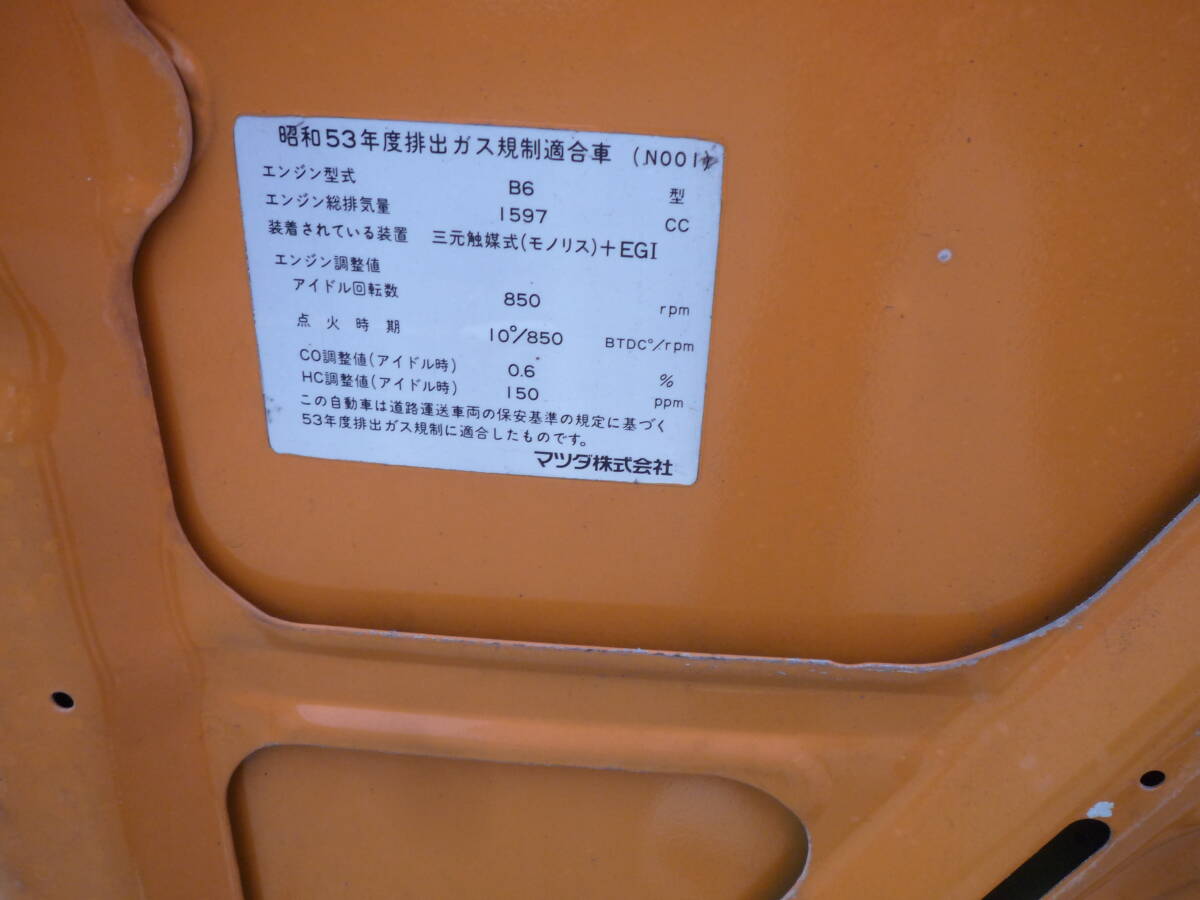 昭和53年度排出ガス規制適合車 (N001)
エンジン型式 B6 型
エンジン総排気量 1597 CC
装着されている装置 三元触媒式(モノリス)+EGI
エンジン調整値
アイドル回転数 850 rpm
点火時期 10°/850 BTDC°/rpm
CO調整値(アイドル時) 0.6 %
HC調整値(アイドル時) 150 ppm
この自動車は道路運送車両の保安基準の規定に基づく
53年度排出ガス規制に適合したものです。
マツダ株式会社